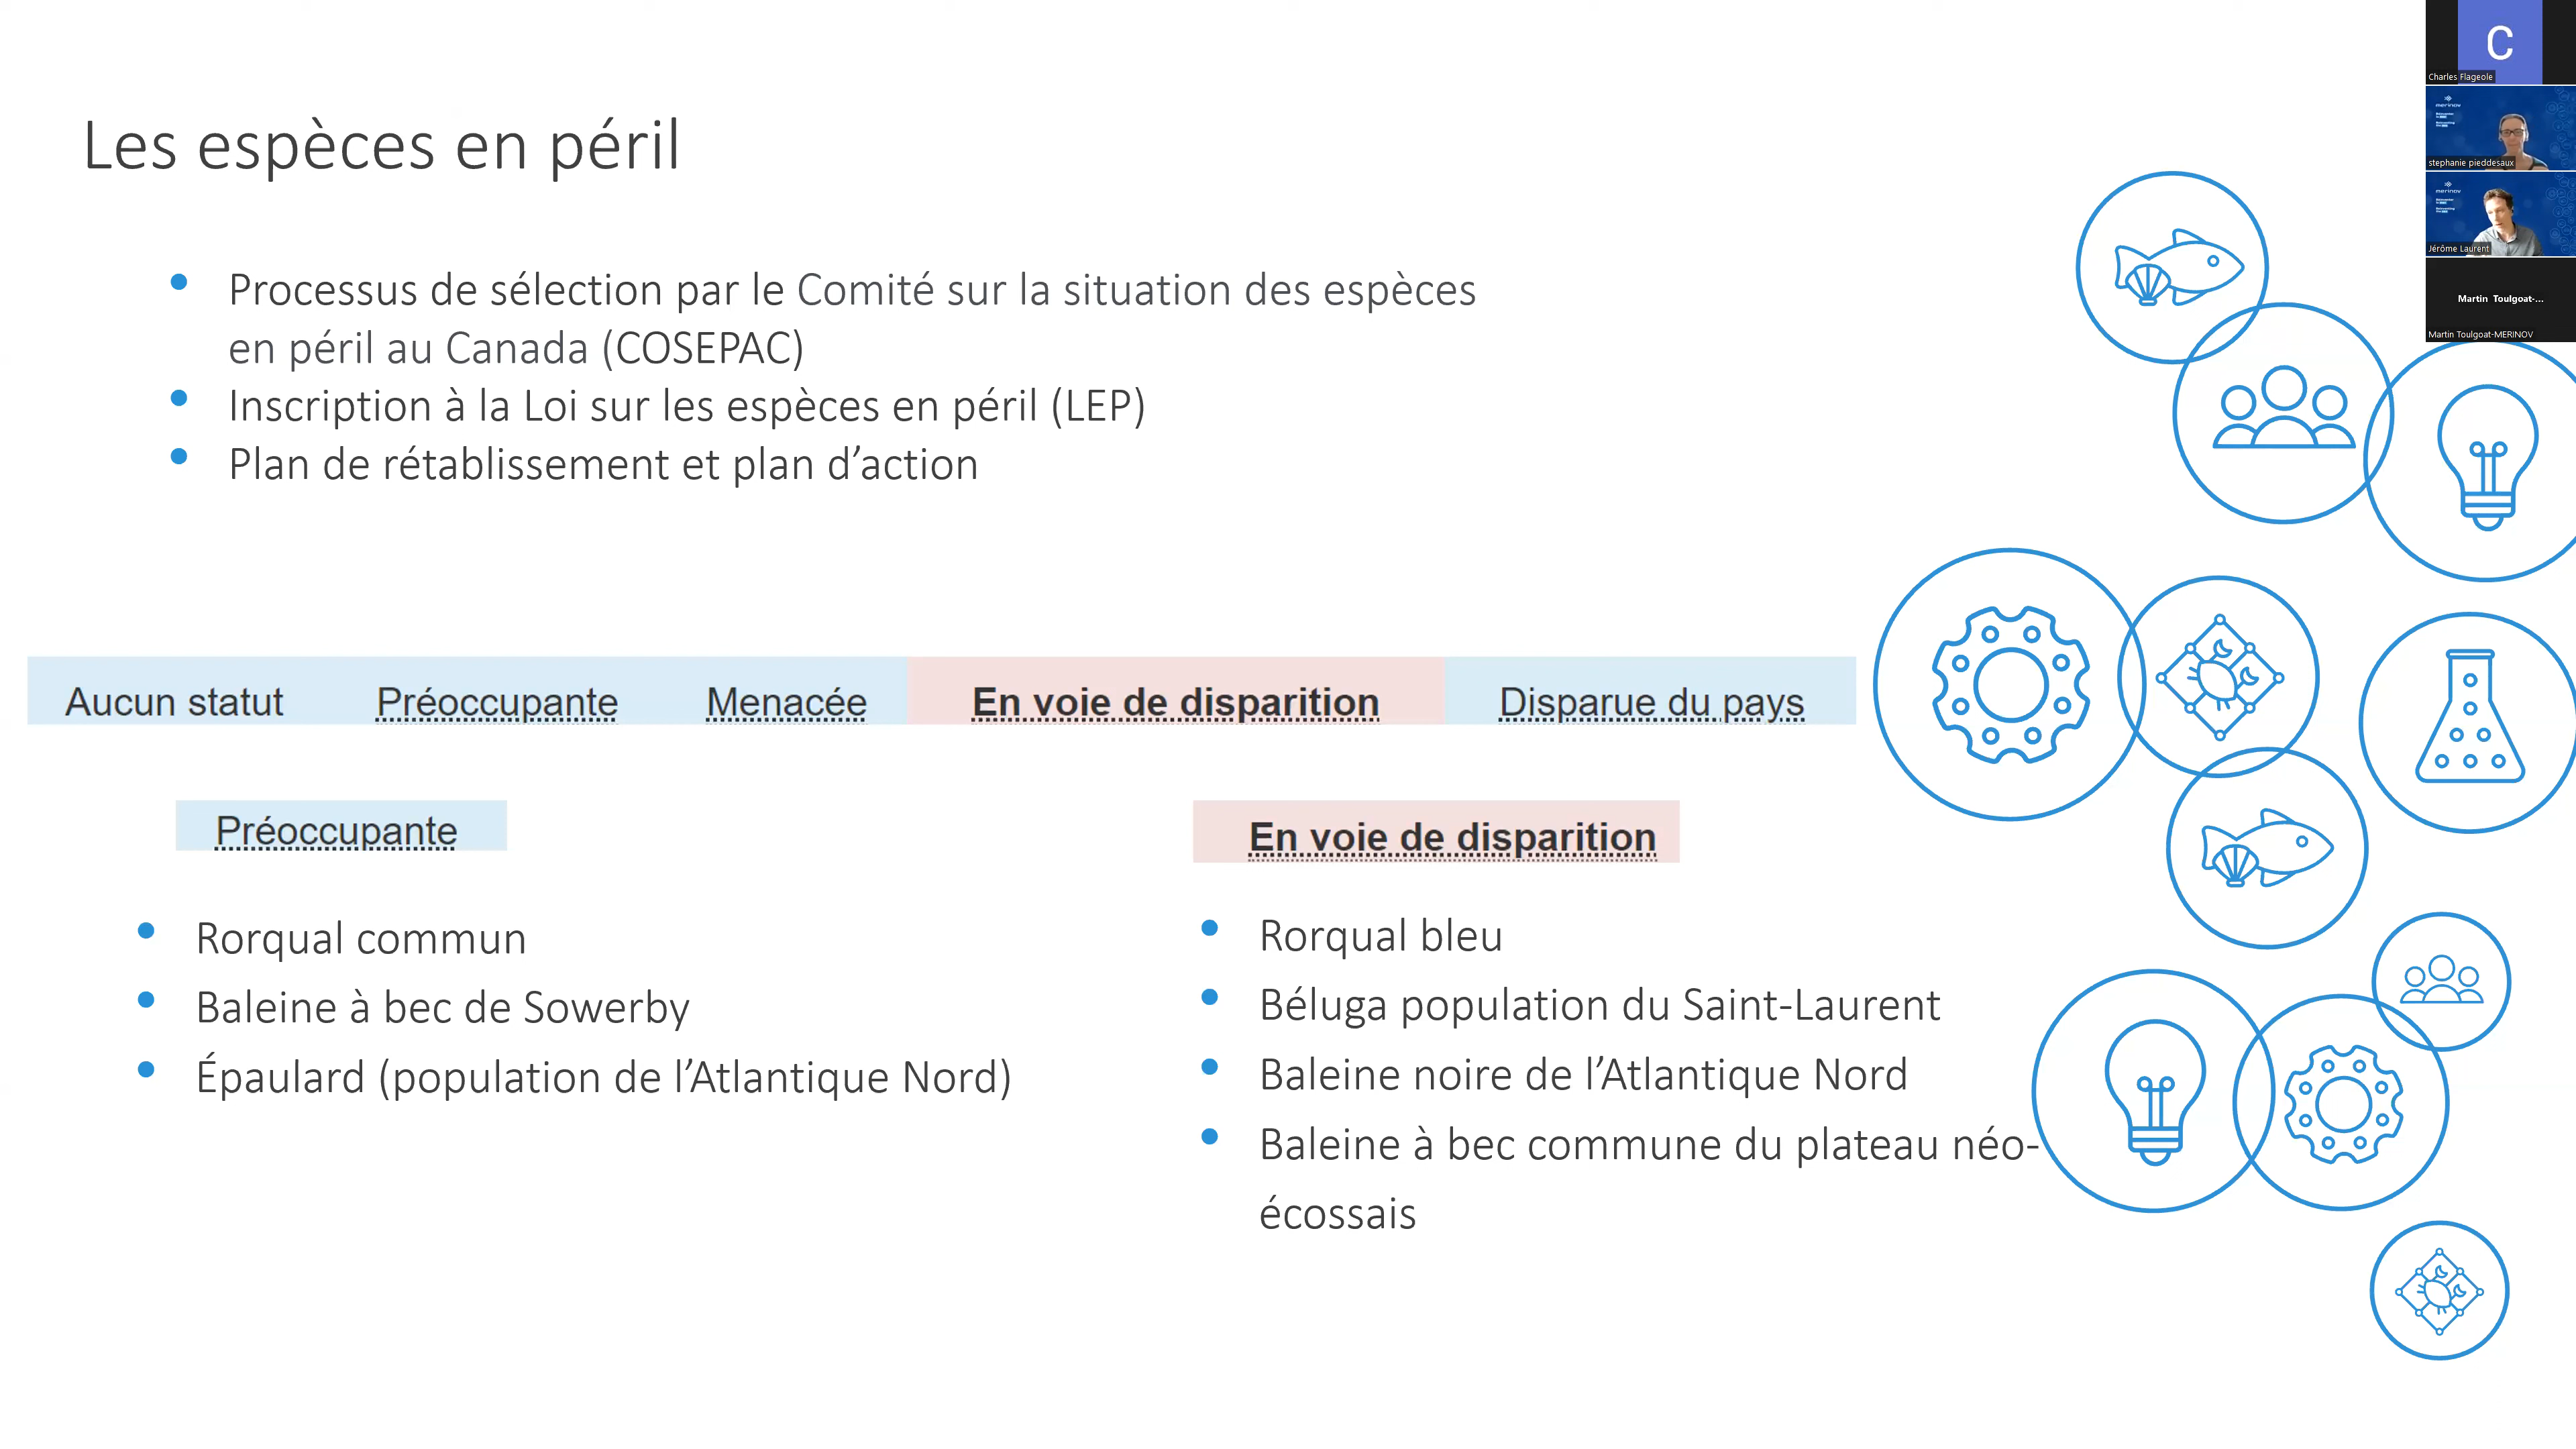 Les espèces en péril
Processus de sélection par le Comité sur la situation des espèces
en péril au Canada (COSEPAC)
Inscription à la Loi sur les espèces en péril (LEP)
Plan de rétablissement et plan d’action
Aucun statut Préoccupante Menacée En voie de disparition Disparue du pays
Préoccupante
Rorqual commun
Baleine à bec de Sowerby
Épaulard (population de l’Atlantique Nord)
En voie de disparition
Rorqual bleu
Béluga population du Saint-Laurent
Baleine noire de l’Atlantique Nord
Baleine à bec commune du plateau néo-
écossais
C
Charles Flageole
merinov
stephanie pieddesaux
merinov
Jérôme Laurent
Martin Toulgoat-...
Martin Toulgoat-MERINOV